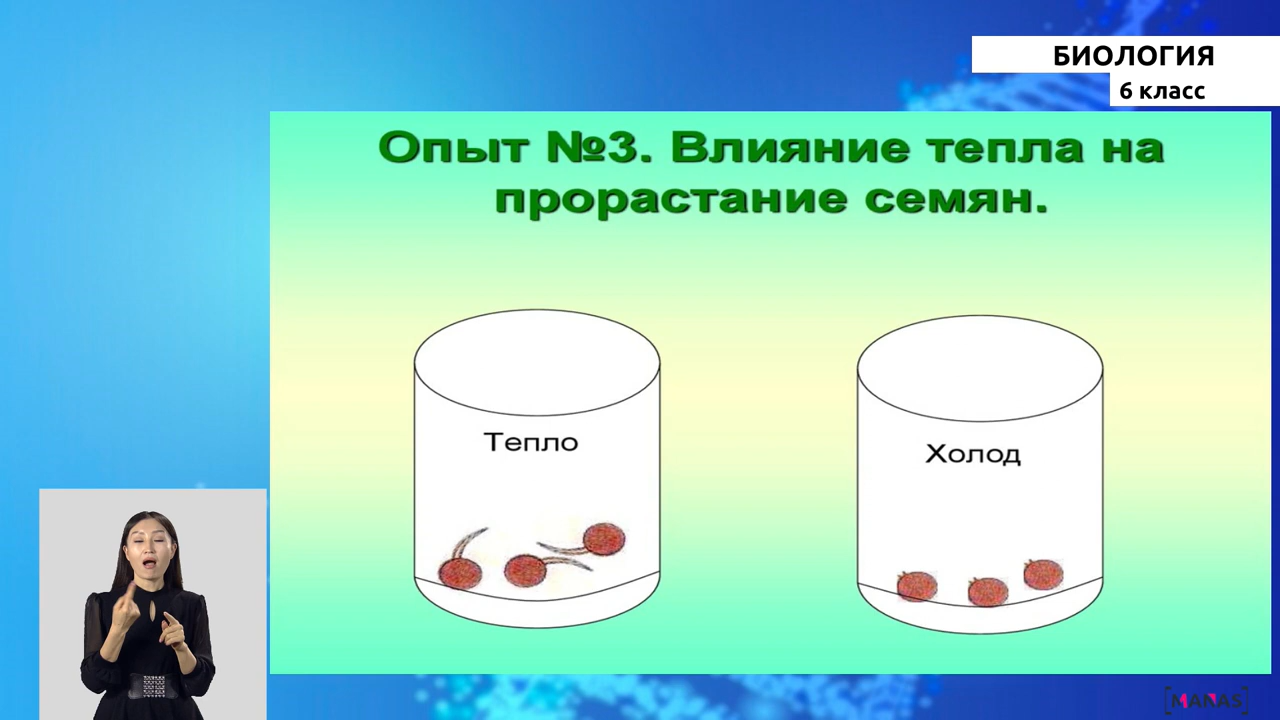 БИОЛОГИЯ
6 класс
Опыт №3. Влияние тепла на
прорастание семян.
Тепло
Холод
[MANAS]